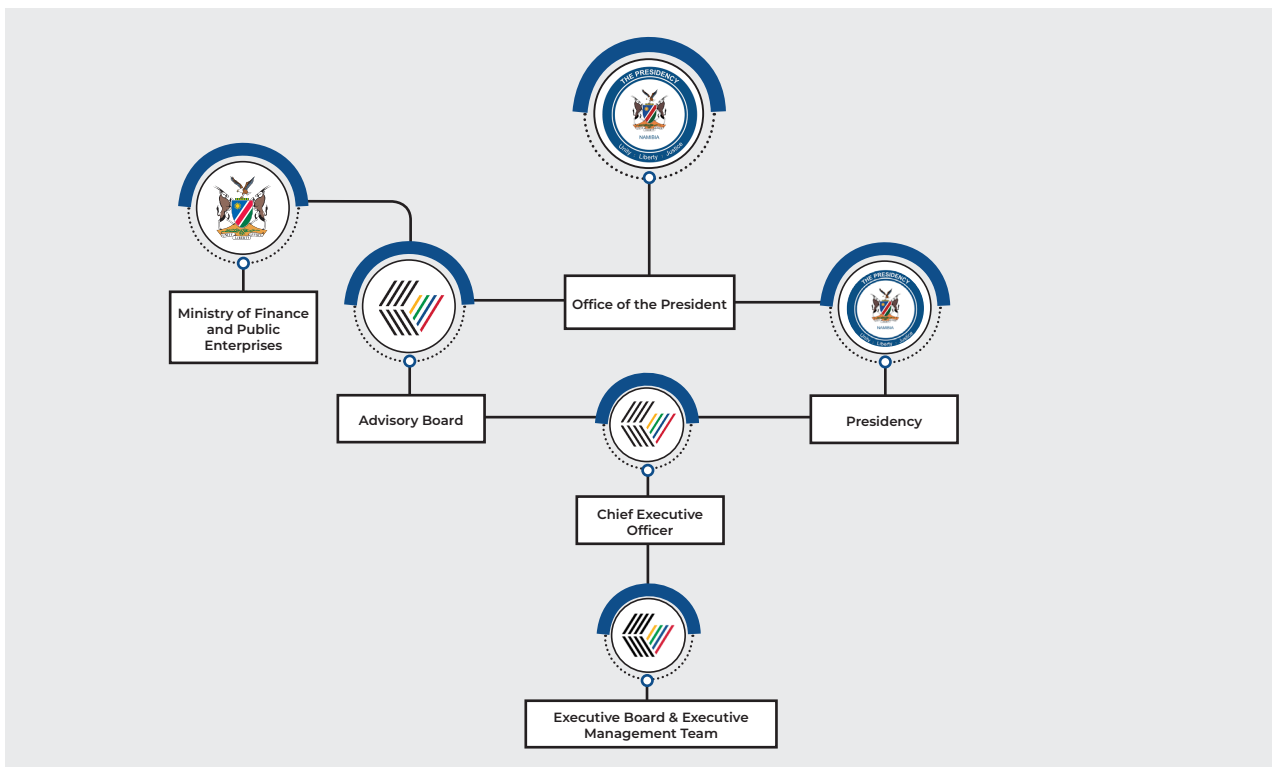 THE PRESIDENCY
NAMIBIA
Unity · Liberty · Justice
Ministry of Finance
and Public
Enterprises
Office of the President
THE PRESIDENCY
NAMIBIA
Unity · Liberty · Justice
Advisory Board
Presidency
Chief Executive
Officer
Executive Board & Executive
Management Team